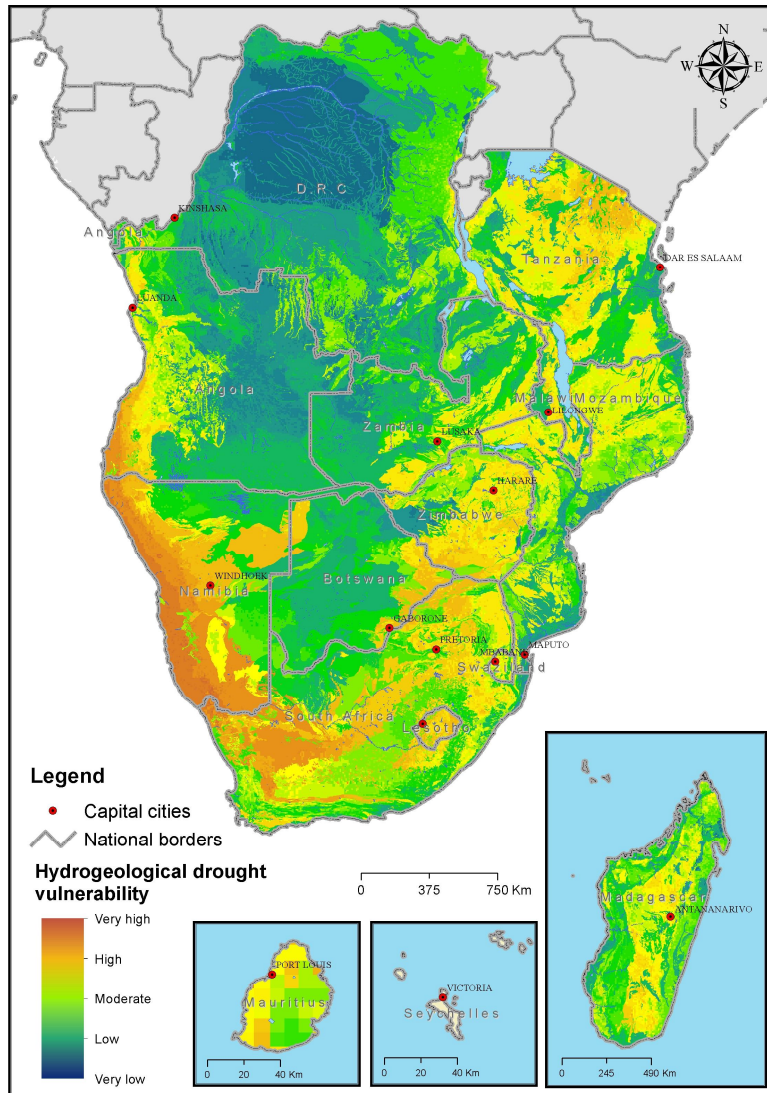 N
W E
S
D.R.C
KINSHASA
Angola
Tanzania
DAR ES SALAAM
LUANDA
Angola
Malawi
Mozambique
LILONGWE
Zambia
LUSAKA
HARARE
Zimbabwe
Botswana
WINDHOEK
Namibia
GABORONE
PRETORIA
MAPUTO
MBABANE
Swaziland
South Africa
Lesotho
Legend
Capital cities
National borders
Hydrogeological drought
vulnerability
Very high
High
Moderate
Low
Very low
0 375 750 Km
PORT LOUIS
Mauritius
0 20 40 Km
VICTORIA
Seychelles
0 20 40 Km
Madagascar
ANTANANARIVO
0 245 490 Km